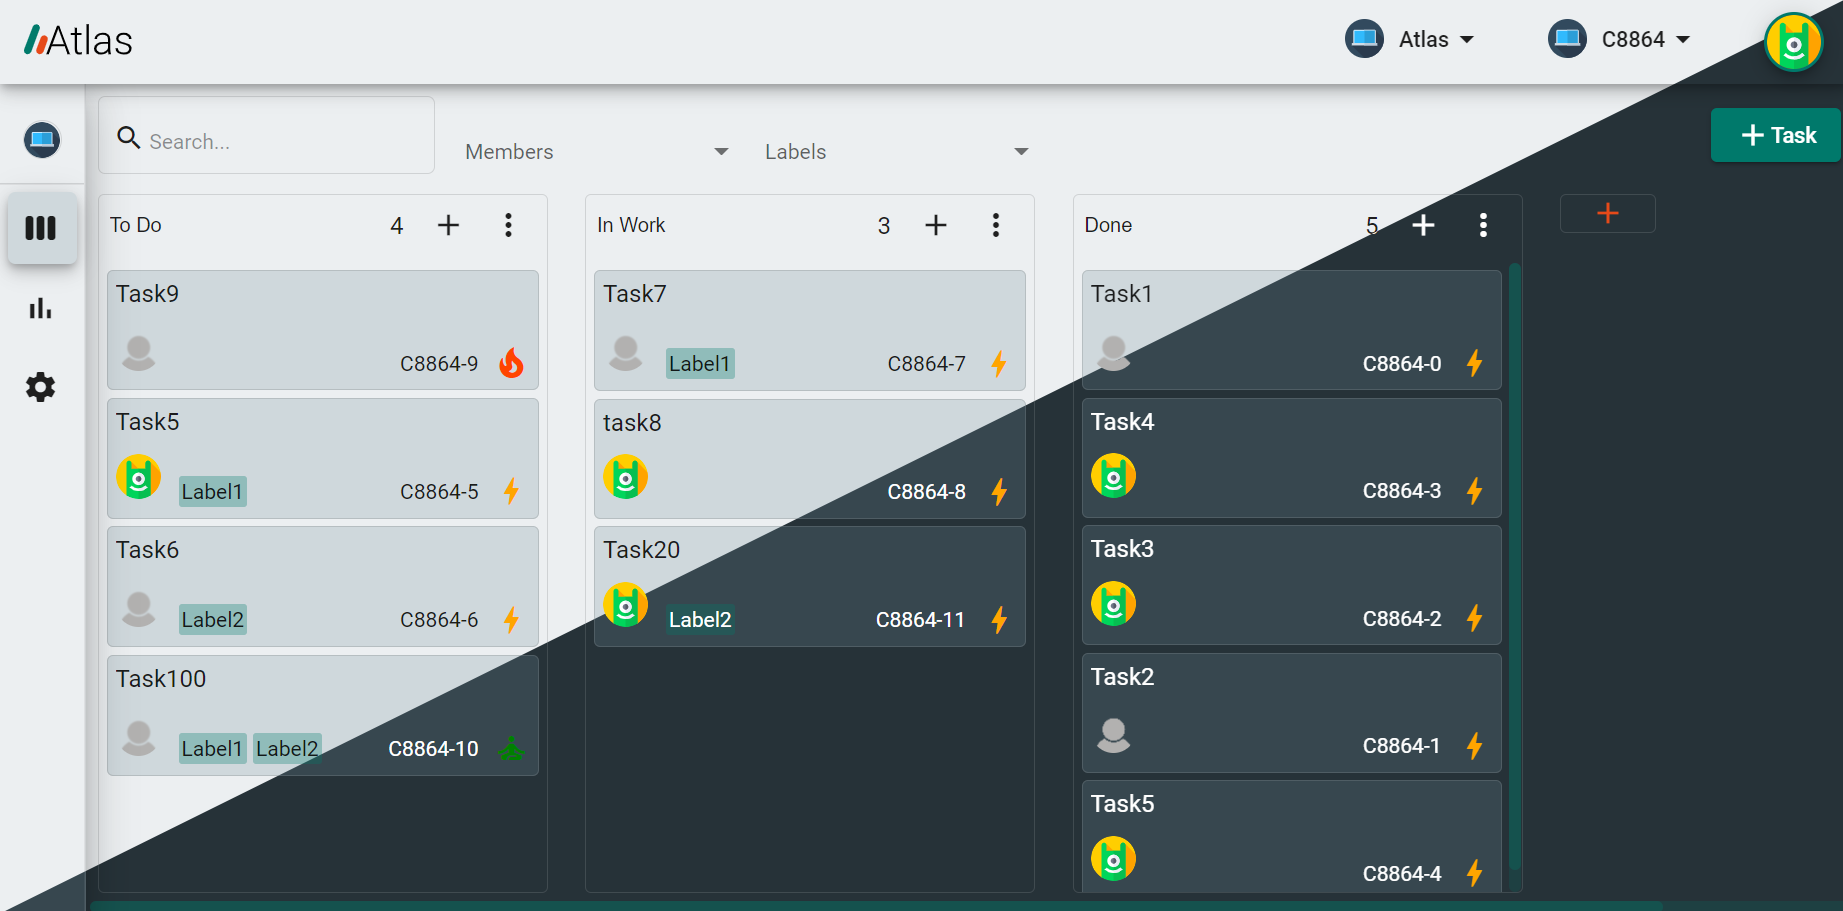 Atlas
Atlas
C8864
Search...
Members
Labels
Task
To Do
4
Task9
C8864-9
Task5
Label1
C8864-5
Task6
Label2
C8864-6
Task100
Label1 Label2
C8864-10
In Work
3
Task7
Label1
C8864-7
task8
C8864-8
Task20
Label2
C8864-11
Done
5
Task1
C8864-0
Task4
C8864-3
Task3
C8864-2
Task2
C8864-1
Task5
C8864-4